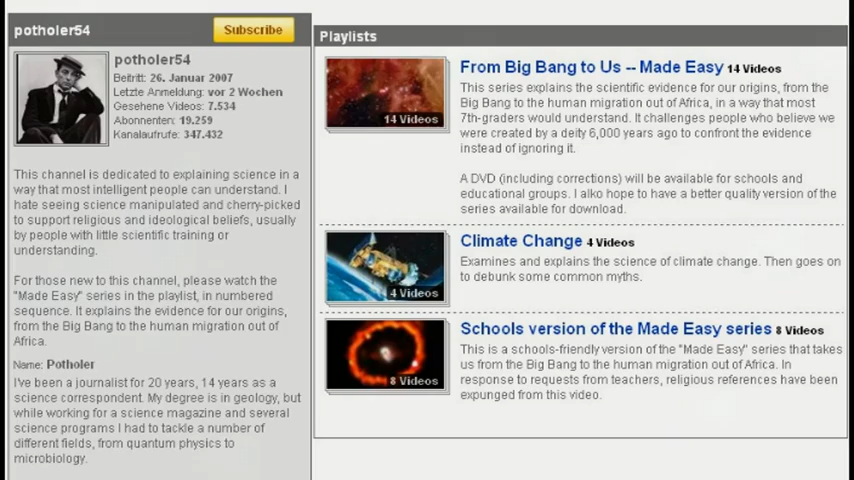 potholer54
Subscribe
potholer54
Beitritt: 26. Januar 2007
Letzte Anmeldung: vor 2 Wochen
Gesehene Videos: 7.534
Abonnenten: 19.259
Kanalaufrufe: 347.432
This channel is dedicated to explaining science in a
way that most intelligent people can understand. I
hate seeing science manipulated and cherry-picked
to support religious and ideological beliefs, usually
by people with little scientific training or
understanding.
For those new to this channel, please watch the
"Made Easy" series in the playlist, in numbered
sequence. It explains the evidence for our origins,
from the Big Bang to the human migration out of
Africa.
Name: Potholer
I've been a journalist for 20 years, 14 years as a
science correspondent. My degree is in geology, but
while working for a science magazine and several
science programs I had to tackle a number of
different fields, from quantum physics to
microbiology.
Playlists
14 Videos
From Big Bang to Us -- Made Easy 14 Videos
This series explains the scientific evidence for our origins, from the
Big Bang to the human migration out of Africa, in a way that most
7th-graders would understand. It challenges people who believe we
were created by a deity 6,000 years ago to confront the evidence
instead of ignoring it.
A DVD (including corrections) will be available for schools and
educational groups. I alko hope to have a better quality version of the
series available for download.
4 Videos
Climate Change 4 Videos
Examines and explains the science of climate change. Then goes on
to debunk some common myths.
8 Videos
Schools version of the Made Easy series 8 Videos
This is a schools-friendly version of the "Made Easy" series that takes
us from the Big Bang to the human migration out of Africa. In
response to requests from teachers, religious references have been
expunged from this video.